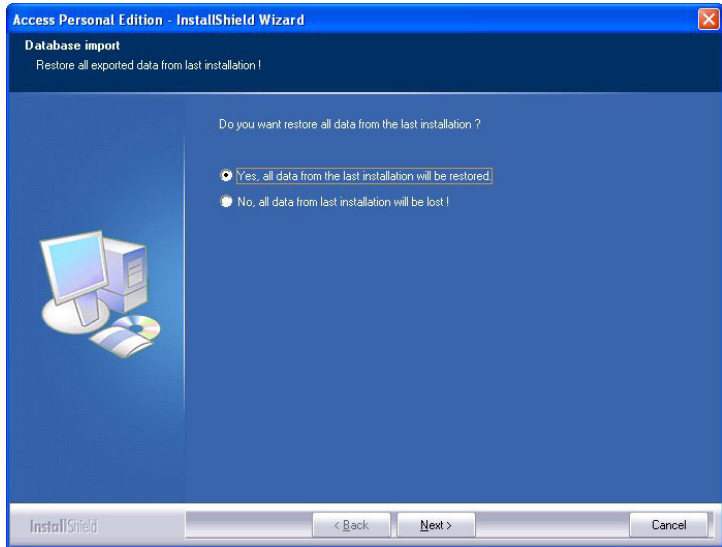 Access Personal Edition - InstallShield Wizard
Database import
Restore all exported data from last installation !
Do you want restore all data from the last installation ?
Yes, all data from the last installation will be restored.
No, all data from last installation will be lost !
InstallShield
< Back
Next >
Cancel